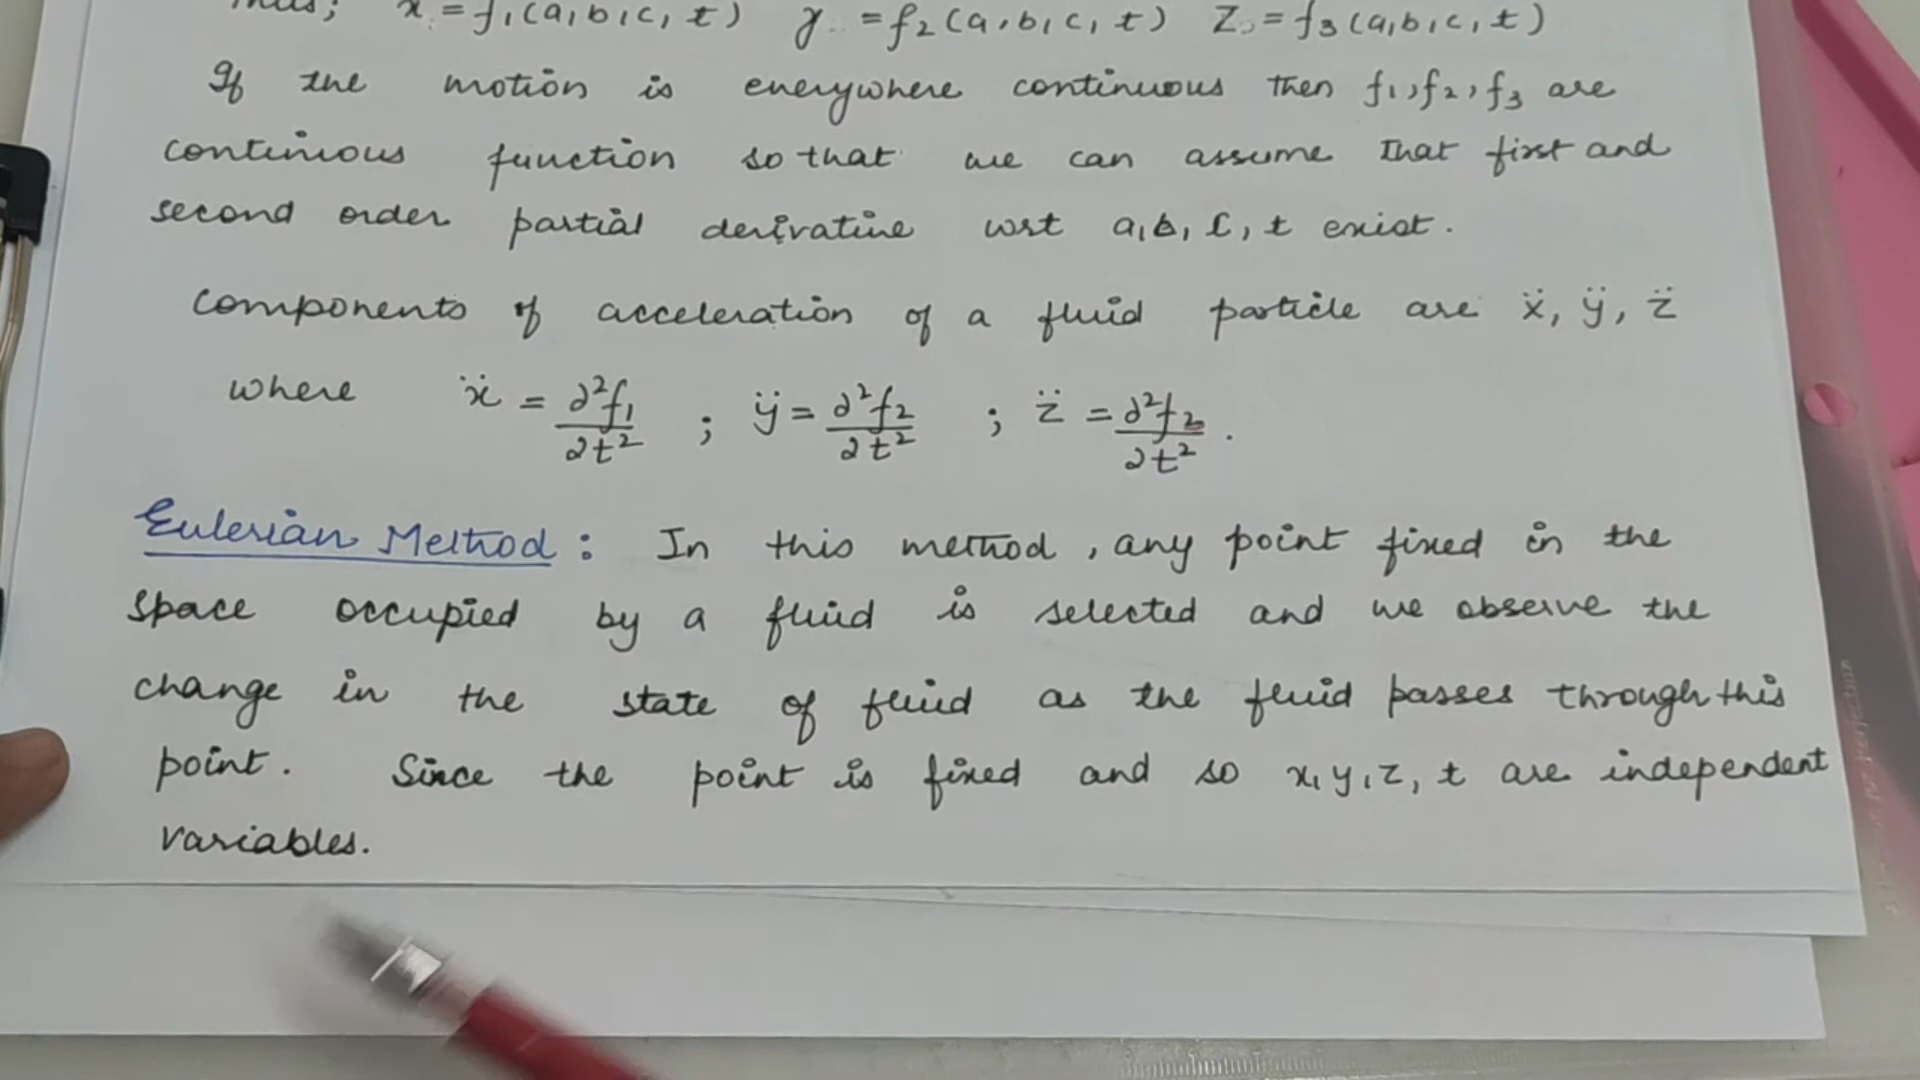 Thus; x = f₁(a,b,c, t) y = f₂(a,b,c, t) z = f₃(a,b,c, t)
If the motion is everywhere continuous then f₁,f₂,f₃ are
continious function so that we can assume that first and
second order partial derivative wrt a,b,c,t exist.
Components of acceleration of a fluid particle are ẍ, ÿ, z̈
where ẍ = ∂²f₁/∂t² ; ÿ = ∂²f₂/∂t² ; z̈ = ∂²f₂/∂t² .
Eulerian Method : In this method, any point fixed in the
space occupied by a fluid is selected and we observe the
change in the state of fluid as the fluid passes through this
point. Since the point is fixed and so x,y,z,t are independent
variables.